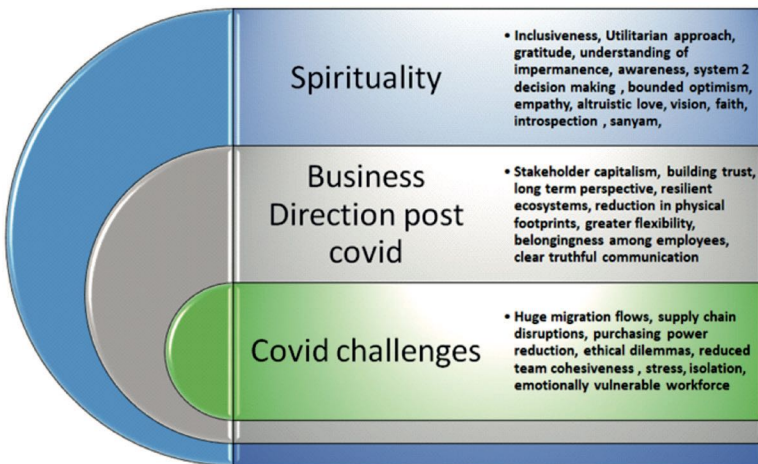 Spirituality
• Inclusiveness, Utilitarian approach,
gratitude, understanding of
impermanence, awareness, system 2
decision making , bounded optimism,
empathy, altruistic love, vision, faith,
introspection , sanyam,
Business
Direction post
covid
• Stakeholder capitalism, building trust,
long term perspective, resilient
ecosystems, reduction in physical
footprints, greater flexibility,
belongingness among employees,
clear truthful communication
Covid challenges
• Huge migration flows, supply chain
disruptions, purchasing power
reduction, ethical dilemmas, reduced
team cohesiveness , stress, isolation,
emotionally vulnerable workforce